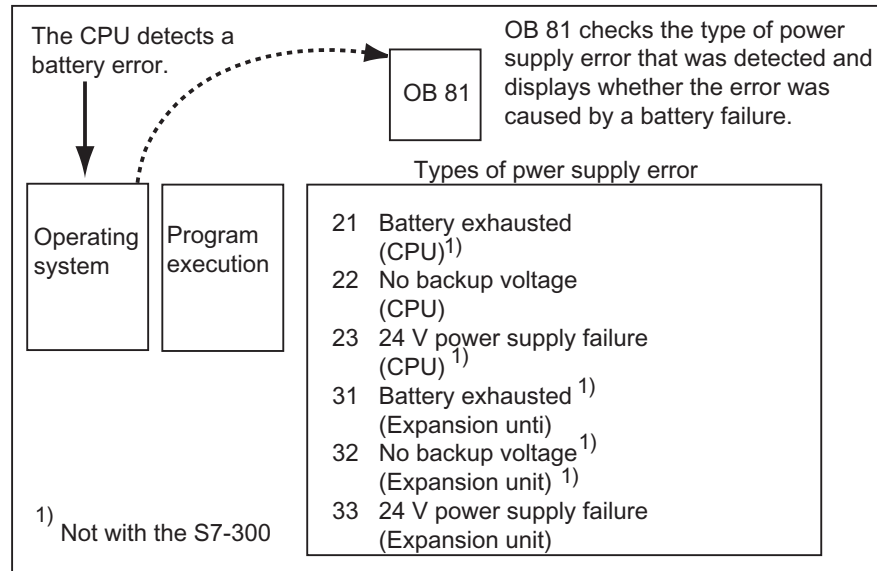 The CPU detects a
battery error.
OB 81
OB 81 checks the type of power
supply error that was detected and
displays whether the error was
caused by a battery failure.
Operating
system
Program
execution
Types of pwer supply error
21 Battery exhausted
(CPU)1)
22 No backup voltage
(CPU)
23 24 V power supply failure
(CPU) 1)
31 Battery exhausted 1)
(Expansion unti)
32 No backup voltage1)
(Expansion unit) 1)
33 24 V power supply failure
(Expansion unit)
1) Not with the S7-300